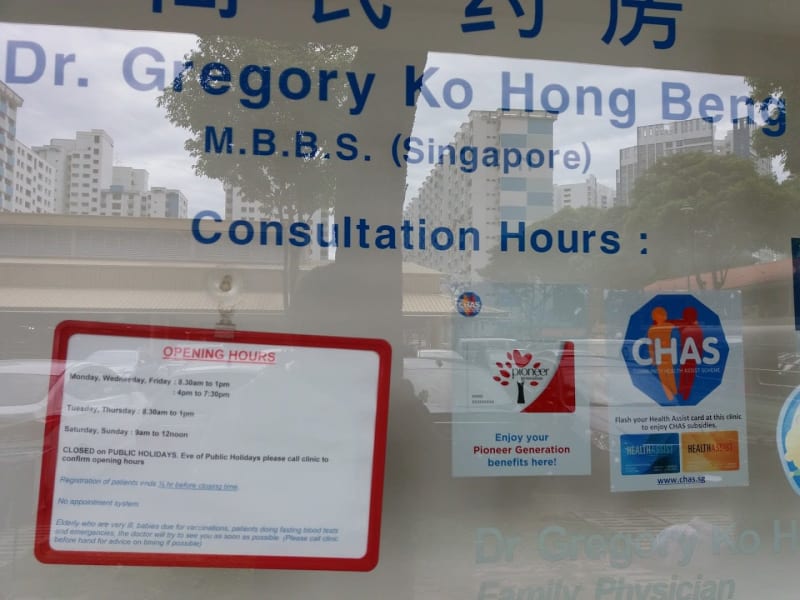 民药房
Dr. Gregory Ko Hong Beng
M.B.B.S. (Singapore)
Consultation Hours :
OPENING HOURS
Monday, Wednesday, Friday : 8.30am to 1pm
: 4pm to 7:30pm
Tuesday, Thursday : 8.30am to 1pm
Saturday, Sunday : 9am to 12noon
CLOSED on PUBLIC HOLIDAYS. Eve of Public Holidays please call clinic to
confirm opening hours
Registration of patients ends ½ hr before closing time.
No appointment system
Elderly who are very ill, babies due for vaccinations, patients doing fasting blood tests
and emergencies, the doctor will try to see you as soon as possible. (Please call clinic
before hand for advice on timing if possible)
CHAS
pioneer
generation
Enjoy your
Pioneer Generation
benefits here!
CHAS
COMMUNITY HEALTH ASSIST SCHEME
Flash your Health Assist card at this clinic
to enjoy CHAS subsidies.
HEALTHASSIST
HEALTHASSIST
www.chas.sg
Dr Gregory Ko H
Family Physician